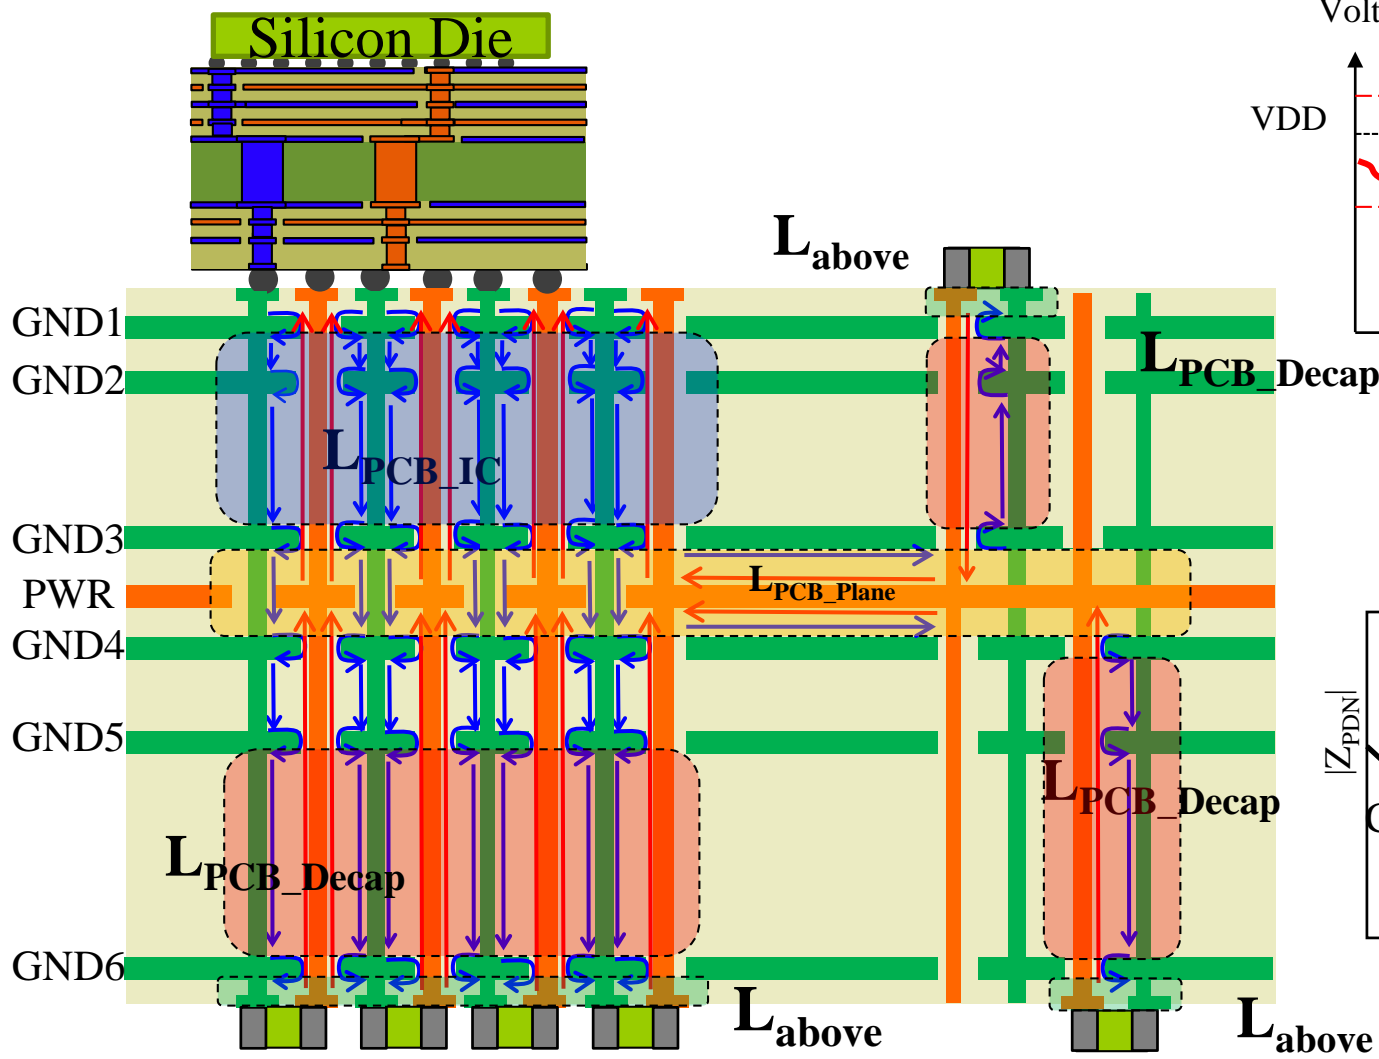 Silicon Die
Volt
VDD
L_above
GND1
L_PCB_Decap
GND2
L_PCB_IC
GND3
L_PCB_Plane
PWR
GND4
|Z_PDN|
GND5
L_PCB_Decap
L_PCB_Decap
GND6
L_above
L_above